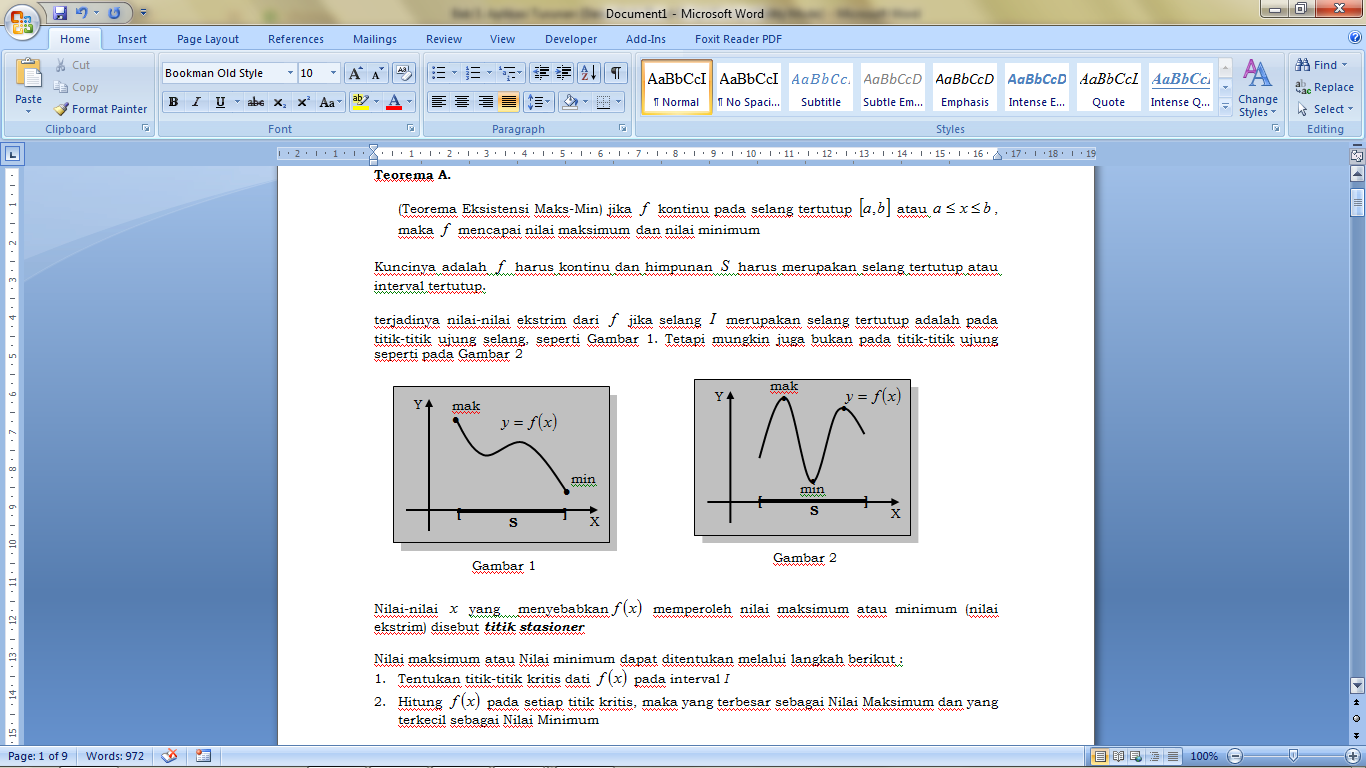 Document1 - Microsoft Word
Home Insert Page Layout References Mailings Review View Developer Add-Ins Foxit Reader PDF
Cut
Copy
Format Painter
Paste
Clipboard
Bookman Old Style 10
Font
Paragraph
AaBbCcI AaBbCcI AaBbCc. AaBbCcD AaBbCcD AaBbCcD AaBbCcL AaBbCcI
¶ Normal ¶ No Spaci... Subtitle Subtle Em... Emphasis Intense E... Quote Intense Q...
Change Styles
Styles
Find
Replace
Select
Editing
Teorema A.
(Teorema Eksistensi Maks-Min) jika f kontinu pada selang tertutup [a,b] atau a ≤ x ≤ b ,
maka f mencapai nilai maksimum dan nilai minimum
Kuncinya adalah f harus kontinu dan himpunan S harus merupakan selang tertutup atau
interval tertutup.
terjadinya nilai-nilai ekstrim dari f jika selang I merupakan selang tertutup adalah pada
titik-titik ujung selang, seperti Gambar 1. Tetapi mungkin juga bukan pada titik-titik ujung
seperti pada Gambar 2
Y mak y = f(x) min S X
Gambar 1
Y mak y = f(x) min S X
Gambar 2
Nilai-nilai x yang menyebabkan f(x) memperoleh nilai maksimum atau minimum (nilai
ekstrim) disebut titik stasioner
Nilai maksimum atau Nilai minimum dapat ditentukan melalui langkah berikut :
1. Tentukan titik-titik kritis dati f(x) pada interval I
2. Hitung f(x) pada setiap titik kritis, maka yang terbesar sebagai Nilai Maksimum dan yang
terkecil sebagai Nilai Minimum
Page: 1 of 9 Words: 972 100%